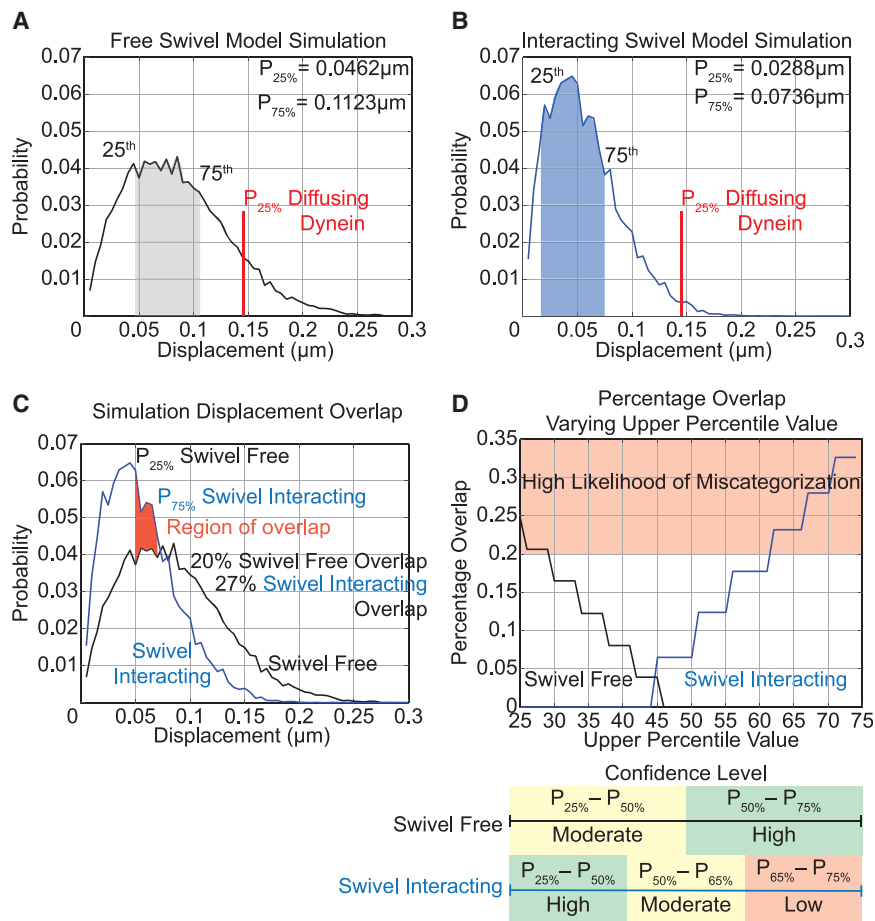 A
Free Swivel Model Simulation
P25% = 0.0462µm
P75% = 0.1123µm
25th
75th
P25% Diffusing
Dynein
Probability
0.07
0.06
0.05
0.04
0.03
0.02
0.01
0 0.05 0.1 0.15 0.2 0.25 0.3
Displacement (µm)
B
Interacting Swivel Model Simulation
25th
P25% = 0.0288µm
P75% = 0.0736µm
75th
P25% Diffusing
Dynein
Probability
0.07
0.06
0.05
0.04
0.03
0.02
0.01
0 0.05 0.1 0.15 0.2 0.25 0.3
Displacement (µm)
C
Simulation Displacement Overlap
P25% Swivel Free
P75% Swivel Interacting
Region of overlap
20% Swivel Free Overlap
27% Swivel Interacting
Overlap
Swivel
Interacting
Swivel Free
Probability
0.07
0.06
0.05
0.04
0.03
0.02
0.01
0 0.05 0.1 0.15 0.2 0.25 0.3
Displacement (µm)
D
Percentage Overlap
Varying Upper Percentile Value
High Likelihood of Miscategorization
Swivel Free
Swivel Interacting
Percentage Overlap
0.35
0.3
0.25
0.2
0.15
0.1
0.05
0
25 30 35 40 45 50 55 60 65 70 75
Upper Percentile Value
Confidence Level
P25% – P50% P50% – P75%
Swivel Free
Moderate High
P25% – P50% P50% – P65% P65% – P75%
Swivel Interacting
High Moderate Low